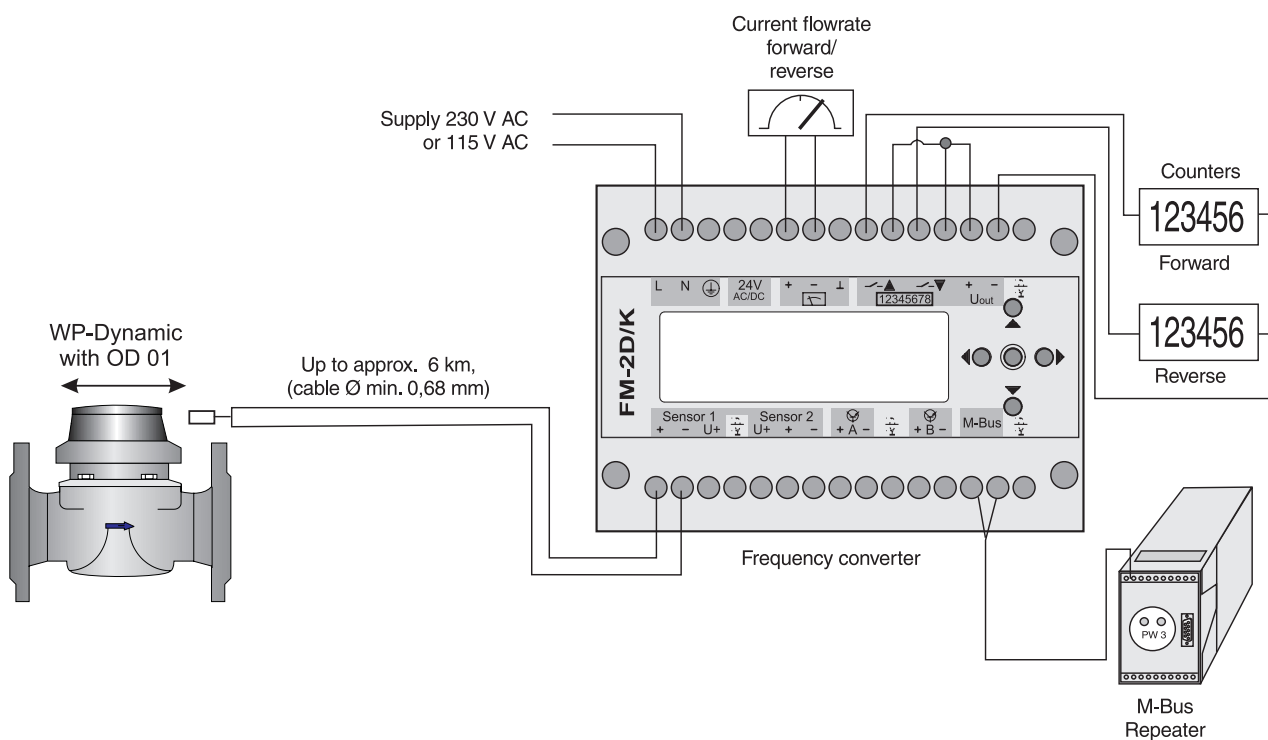 Current flowrate
forward/
reverse
Supply 230 V AC
or 115 V AC
Counters
123456
Forward
123456
Reverse
L N 24V + − ⊥ + −
AC/DC 12345678 Uout
FM-2D/K
WP-Dynamic
with OD 01
Up to approx. 6 km,
(cable Ø min. 0,68 mm)
Sensor 1 Sensor 2 M-Bus
+ − U+ U+ + − + A − + B −
Frequency converter
PW 3
M-Bus
Repeater